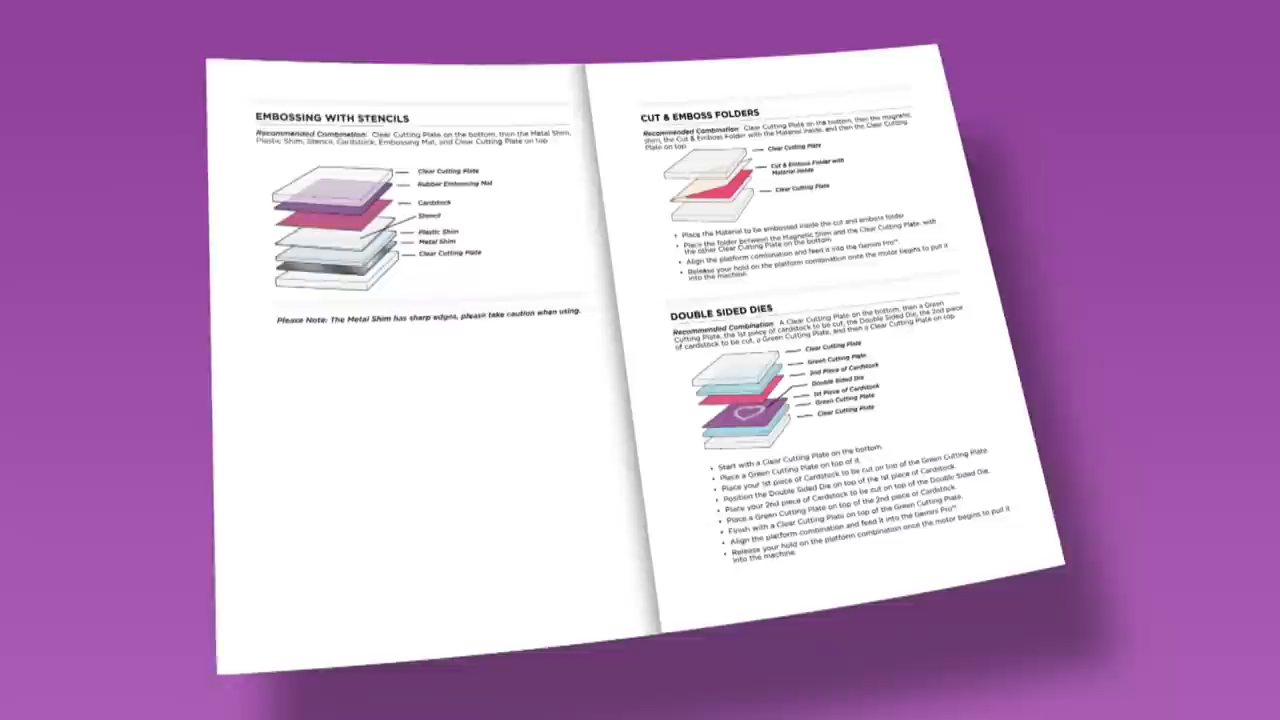 EMBOSSING WITH STENCILS
Recommended Combination: Clear Cutting Plate on the bottom, then the Metal Shim,
Plastic Shim, Stencil, Cardstock, Embossing Mat, and Clear Cutting Plate on top.
Clear Cutting Plate
Rubber Embossing Mat
Cardstock
Stencil
Plastic Shim
Metal Shim
Clear Cutting Plate
Please Note: The Metal Shim has sharp edges, please take caution when using.
CUT & EMBOSS FOLDERS
Recommended Combination: Clear Cutting Plate on the bottom, then the magnetic
shim, the Cut & Emboss Folder with the Material inside, and then the Clear Cutting
Plate on top.
Clear Cutting Plate
Cut & Emboss Folder with
Material Inside
Clear Cutting Plate
• Place the Material to be embossed inside the cut and emboss folder.
• Place the folder between the Magnetic Shim and the Clear Cutting Plate, with
the other Clear Cutting Plate on the bottom.
• Align the platform combination and feed it into the Gemini Pro™.
• Release your hold on the platform combination once the motor begins to pull it
into the machine.
DOUBLE SIDED DIES
Recommended Combination: A Clear Cutting Plate on the bottom, then a Green
Cutting Plate, the 1st piece of cardstock to be cut, the Double Sided Die, the 2nd piece
of cardstock to be cut, a Green Cutting Plate, and then a Clear Cutting Plate on top.
Clear Cutting Plate
Green Cutting Plate
2nd Piece of Cardstock
Double Sided Die
1st Piece of Cardstock
Green Cutting Plate
Clear Cutting Plate
• Start with a Clear Cutting Plate on the bottom.
• Place a Green Cutting Plate on top of it.
• Place your 1st piece of Cardstock to be cut on top of the Green Cutting Plate.
• Position the Double Sided Die on top of the 1st piece of Cardstock.
• Place your 2nd piece of Cardstock to be cut on top of the Double Sided Die.
• Place a Green Cutting Plate on top of the 2nd piece of Cardstock.
• Finish with a Clear Cutting Plate on top of the Green Cutting Plate.
• Align the platform combination and feed it into the Gemini Pro™.
• Release your hold on the platform combination once the motor begins to pull it
into the machine.